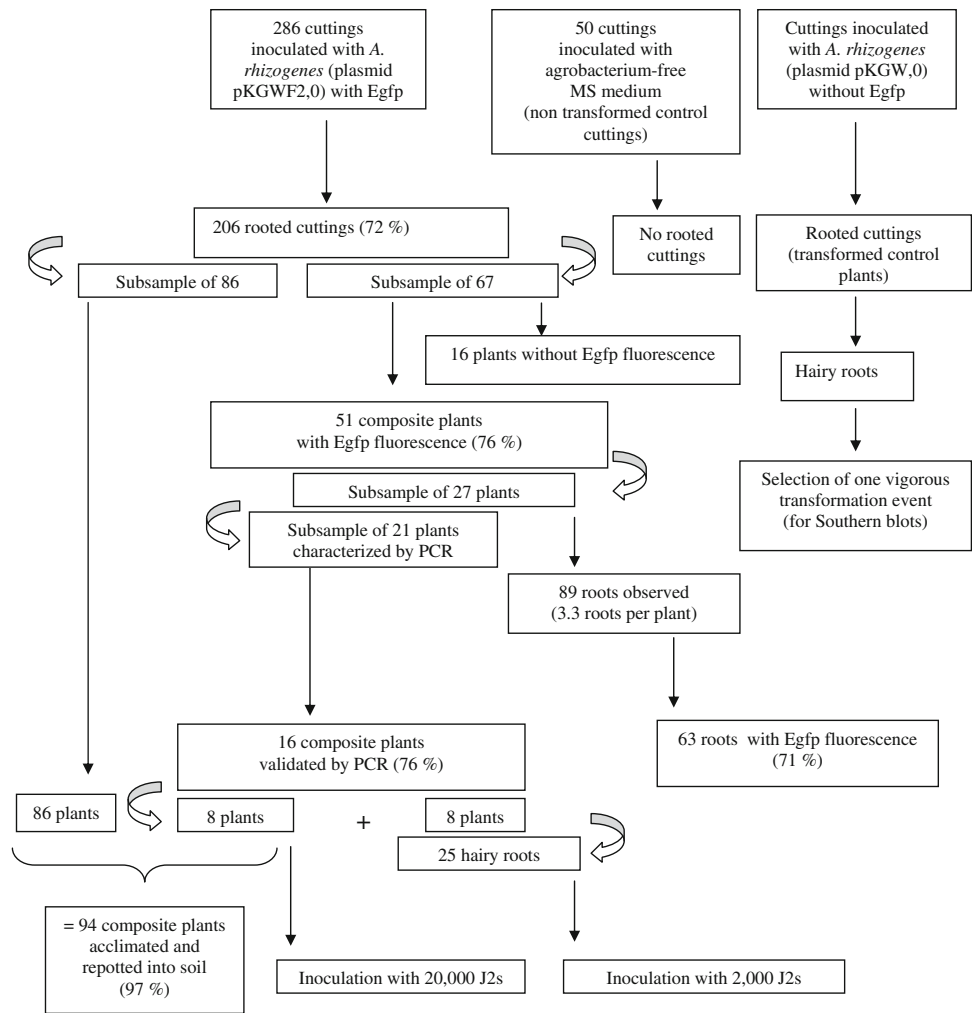 286 cuttings
inoculated with A.
rhizogenes (plasmid
pKGWF2,0) with Egfp
50 cuttings
inoculated with
agrobacterium-free
MS medium
(non transformed control
cuttings)
Cuttings inoculated
with A. rhizogenes
(plasmid pKGW,0)
without Egfp
206 rooted cuttings (72 %)
No rooted
cuttings
Rooted cuttings
(transformed control
plants)
Subsample of 86
Subsample of 67
16 plants without Egfp fluorescence
Hairy roots
51 composite plants
with Egfp fluorescence (76 %)
Selection of one vigorous
transformation event
(for Southern blots)
Subsample of 27 plants
Subsample of 21 plants
characterized by PCR
89 roots observed
(3.3 roots per plant)
16 composite plants
validated by PCR (76 %)
63 roots with Egfp fluorescence
(71 %)
86 plants
8 plants
+
8 plants
25 hairy roots
= 94 composite plants
acclimated and
repotted into soil
(97 %)
Inoculation with 20,000 J2s
Inoculation with 2,000 J2s